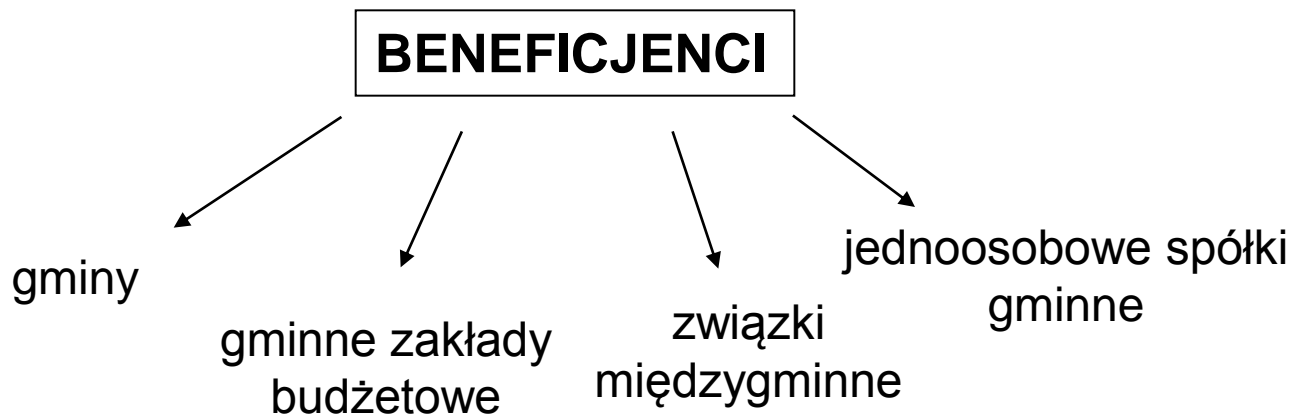 BENEFICJENCI
gminy
gminne zakłady
budżetowe
związki
międzygminne
jednoosobowe spółki
gminne